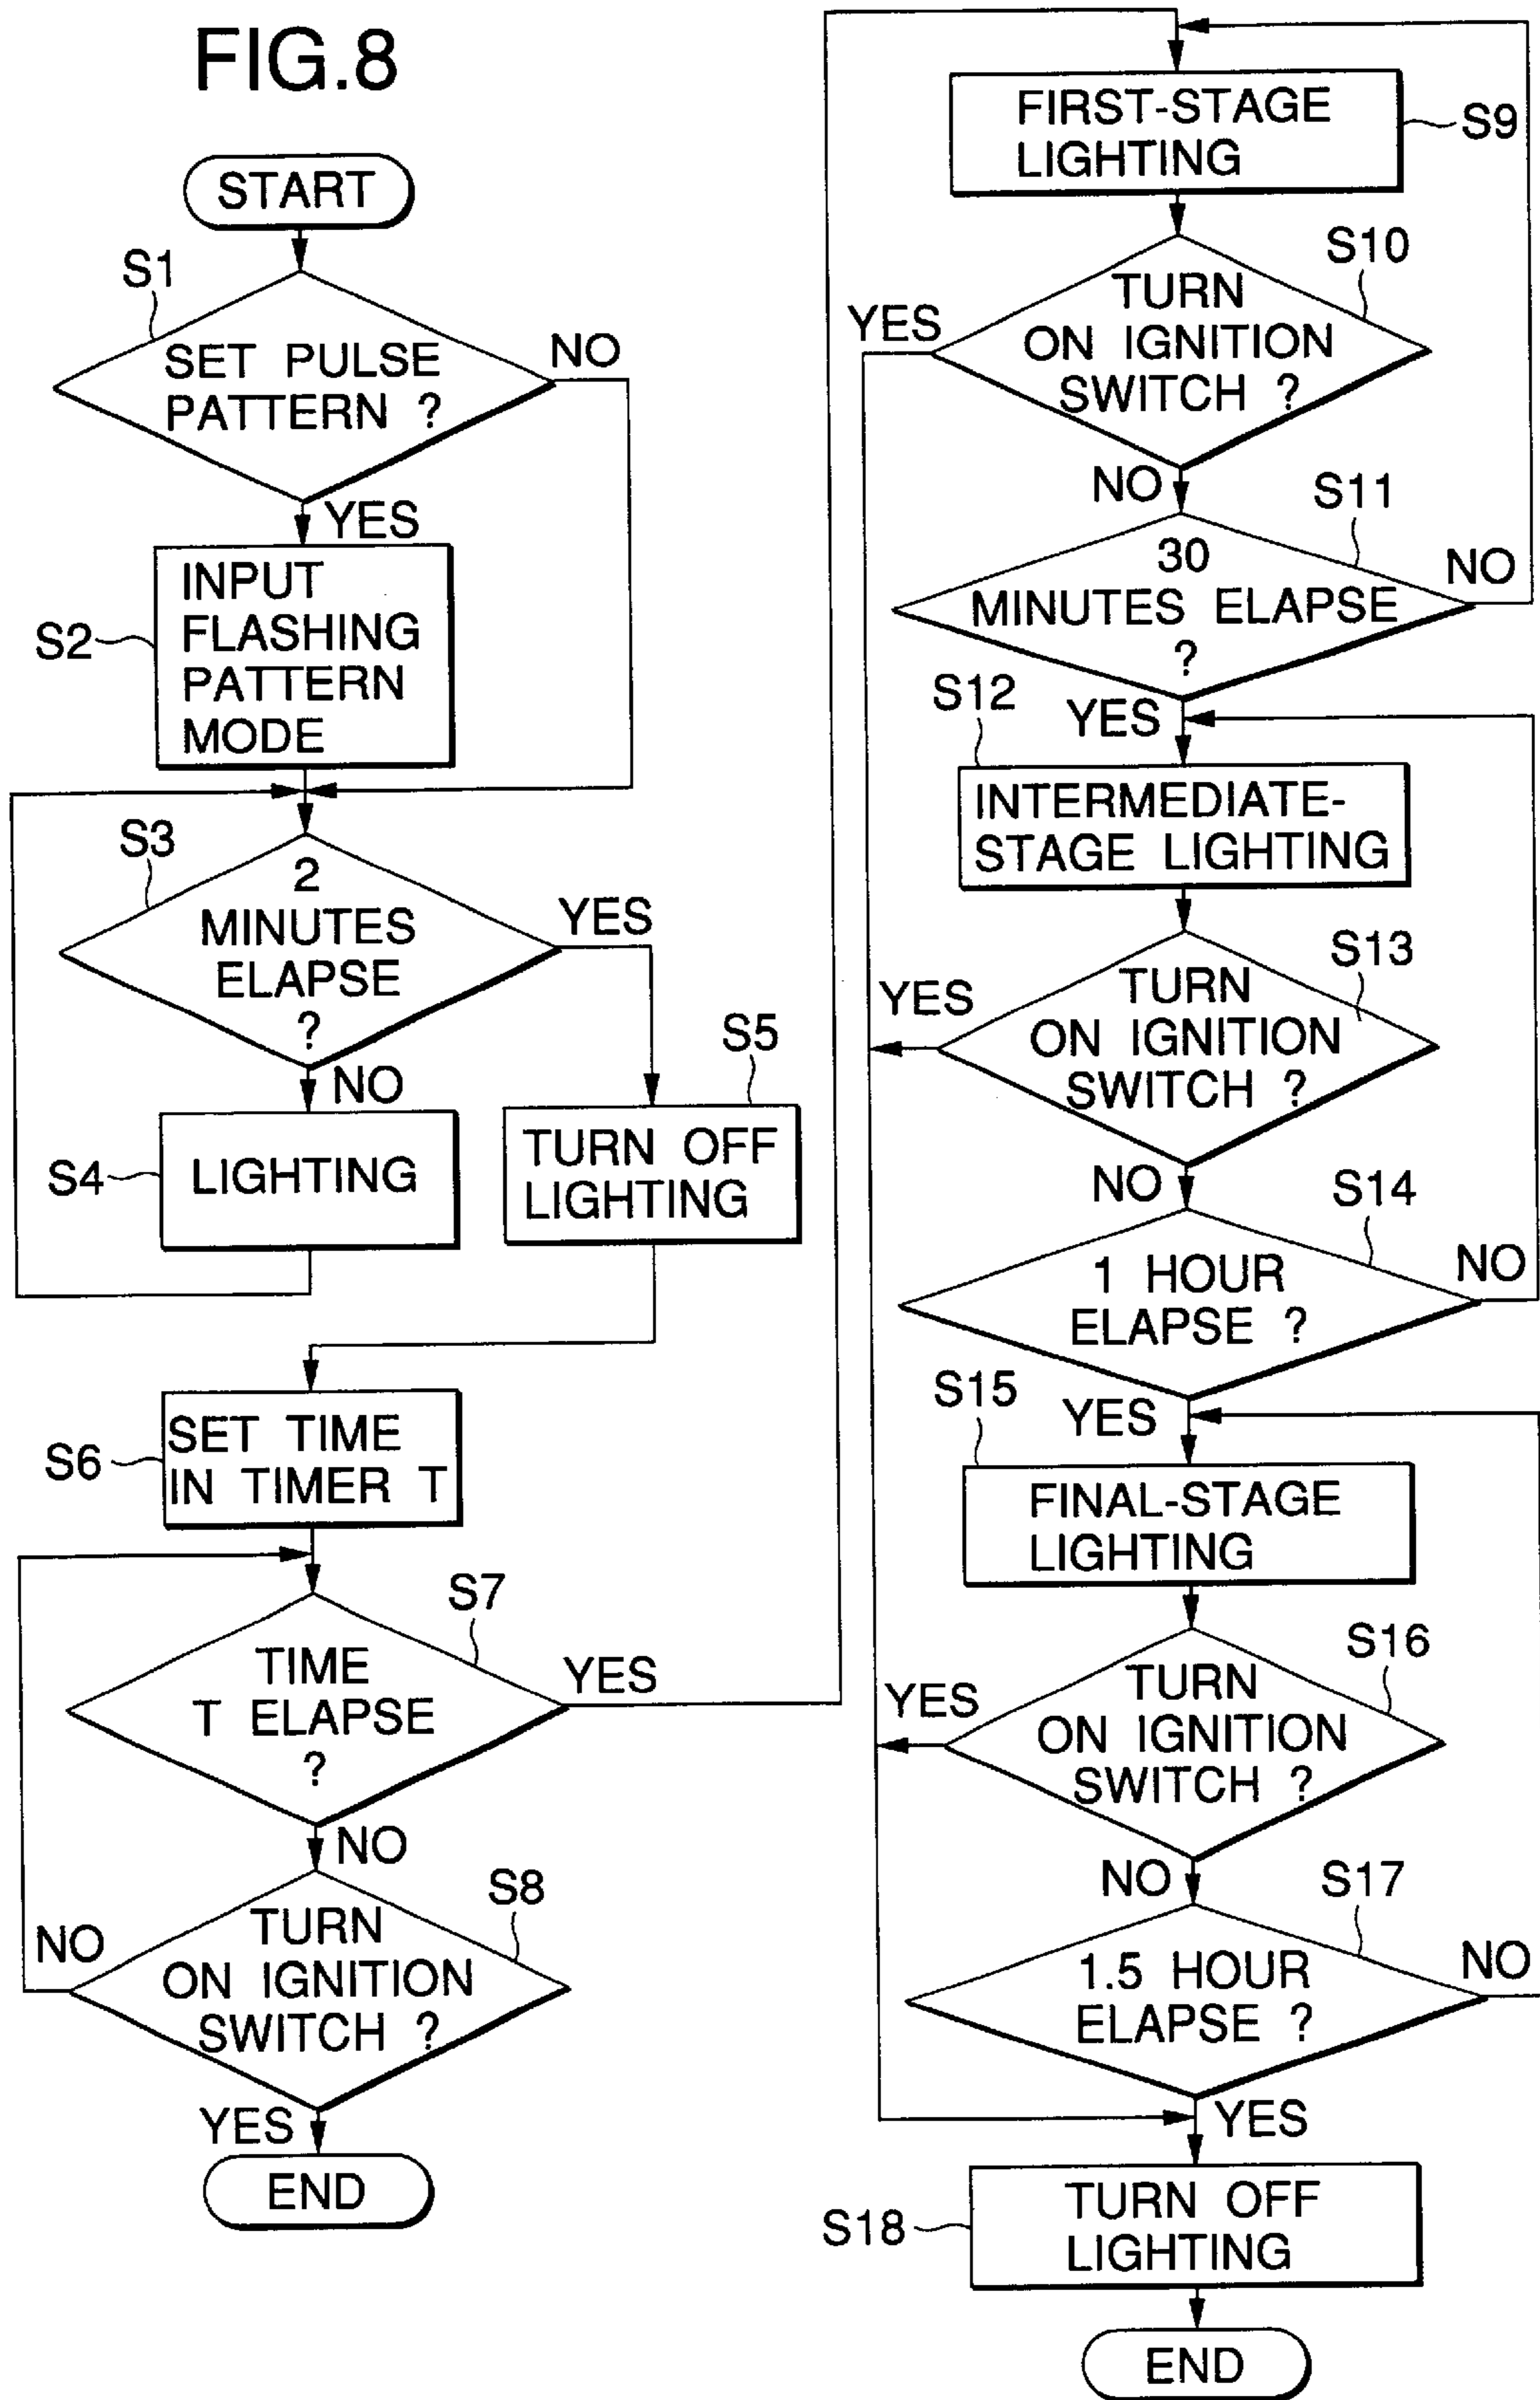 FIG.8
START
S1
SET PULSE
PATTERN ?
NO
YES
S2
INPUT
FLASHING
PATTERN
MODE
S3
2
MINUTES
ELAPSE
?
YES
NO
S4
LIGHTING
S5
TURN OFF
LIGHTING
S6
SET TIME
IN TIMER T
S7
TIME
T ELAPSE
?
YES
NO
S8
TURN
ON IGNITION
SWITCH ?
NO
YES
END
FIRST-STAGE
LIGHTING
S9
S10
TURN
ON IGNITION
SWITCH ?
YES
NO
S11
30
MINUTES ELAPSE
?
NO
YES
S12
INTERMEDIATE-
STAGE LIGHTING
S13
TURN
ON IGNITION
SWITCH ?
YES
NO
S14
1 HOUR
ELAPSE ?
NO
YES
S15
FINAL-STAGE
LIGHTING
S16
TURN
ON IGNITION
SWITCH ?
YES
NO
S17
1.5 HOUR
ELAPSE ?
NO
YES
S18
TURN OFF
LIGHTING
END